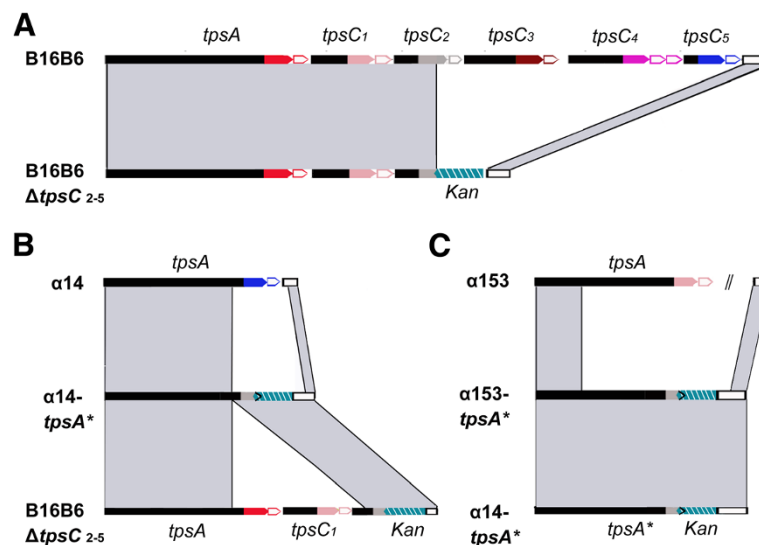 A
tpsA tpsC1 tpsC2 tpsC3 tpsC4 tpsC5
B16B6
B16B6
ΔtpsC 2-5
Kan
B
tpsA
α14
α14-
tpsA*
B16B6
ΔtpsC 2-5
tpsA tpsC1 Kan
C
tpsA
α153
//
α153-
tpsA*
α14-
tpsA*
tpsA* Kan